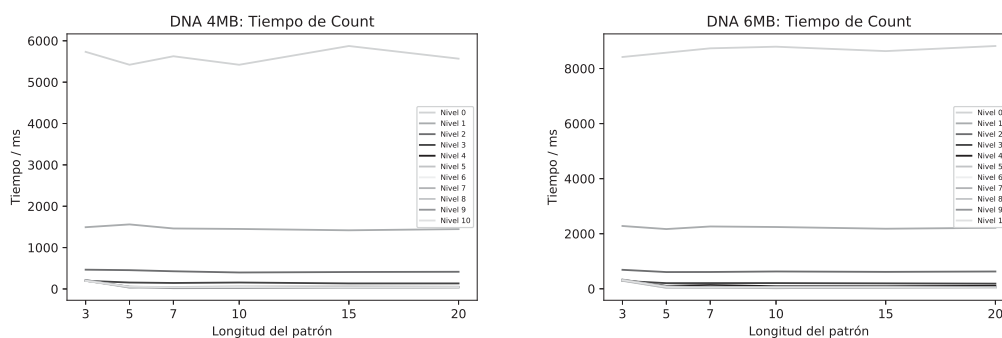 DNA 4MB: Tiempo de Count
Tiempo / ms
6000
5000
4000
3000
2000
1000
0
3 5 7 10 15 20
Longitud del patrón
Nivel 0
Nivel 1
Nivel 2
Nivel 3
Nivel 4
Nivel 5
Nivel 6
Nivel 7
Nivel 8
Nivel 9
Nivel 10
DNA 6MB: Tiempo de Count
Tiempo / ms
8000
6000
4000
2000
0
3 5 7 10 15 20
Longitud del patrón
Nivel 0
Nivel 1
Nivel 2
Nivel 3
Nivel 4
Nivel 5
Nivel 6
Nivel 7
Nivel 8
Nivel 9
Nivel 1